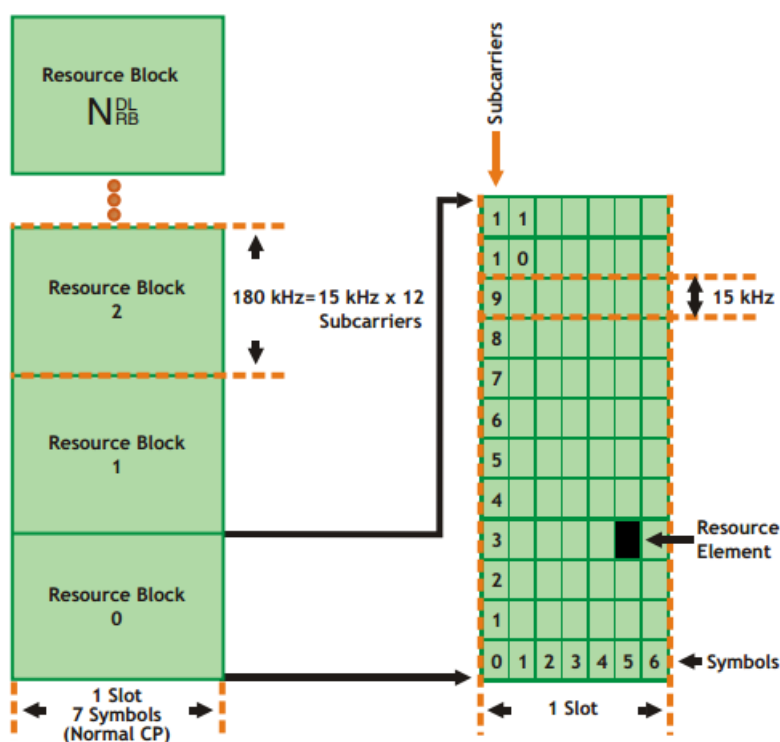 Resource Block
N DL RB
Resource Block
2
180 kHz= 15 kHz x 12
Subcarriers
Resource Block
1
Resource Block
0
1 Slot
7 Symbols
(Normal CP)
Subcarriers
1 1
1 0
9
15 kHz
8
7
6
5
4
3
Resource
Element
2
1
0 1 2 3 4 5 6
Symbols
1 Slot